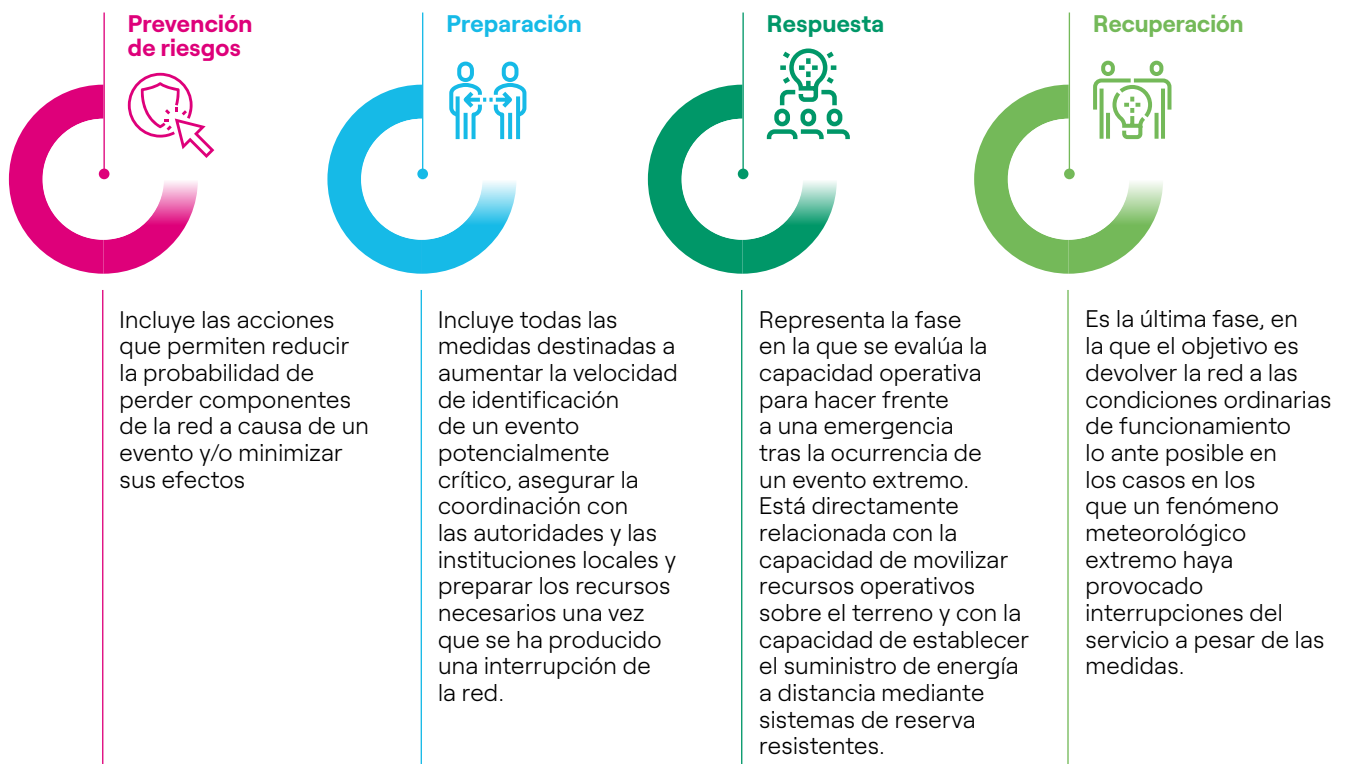 Prevención
de riesgos
Incluye las acciones
que permiten reducir
la probabilidad de
perder componentes
de la red a causa de un
evento y/o minimizar
sus efectos
Preparación
Incluye todas las
medidas destinadas a
aumentar la velocidad
de identificación
de un evento
potencialmente
crítico, asegurar la
coordinación con
las autoridades y las
instituciones locales y
preparar los recursos
necesarios una vez
que se ha producido
una interrupción de
la red.
Respuesta
Representa la fase
en la que se evalúa la
capacidad operativa
para hacer frente
a una emergencia
tras la ocurrencia de
un evento extremo.
Está directamente
relacionada con la
capacidad de movilizar
recursos operativos
sobre el terreno y con la
capacidad de establecer
el suministro de energía
a distancia mediante
sistemas de reserva
resistentes.
Recuperación
Es la última fase, en
la que el objetivo es
devolver la red a las
condiciones ordinarias
de funcionamiento
lo ante posible en
los casos en los
que un fenómeno
meteorológico
extremo haya
provocado
interrupciones del
servicio a pesar de las
medidas.